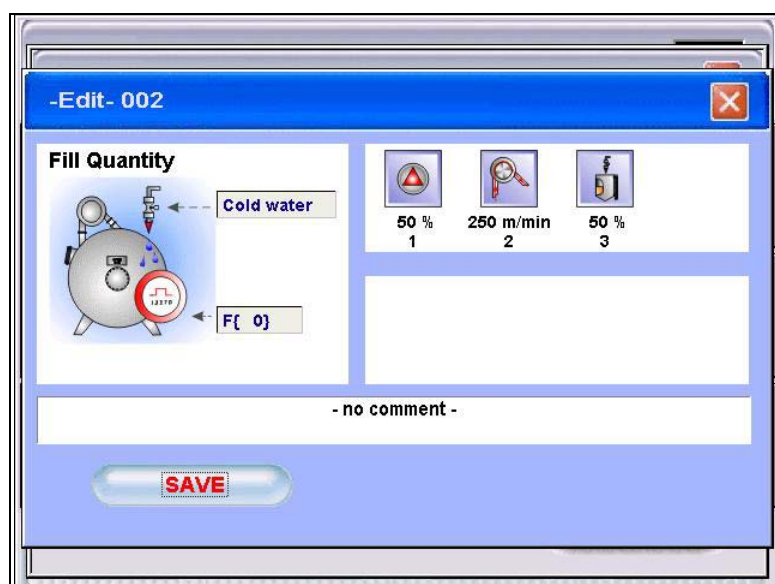 -Edit- 002
Fill Quantity
Cold water
F{ 0}
50 %
1
250 m/min
2
50 %
3
- no comment -
SAVE